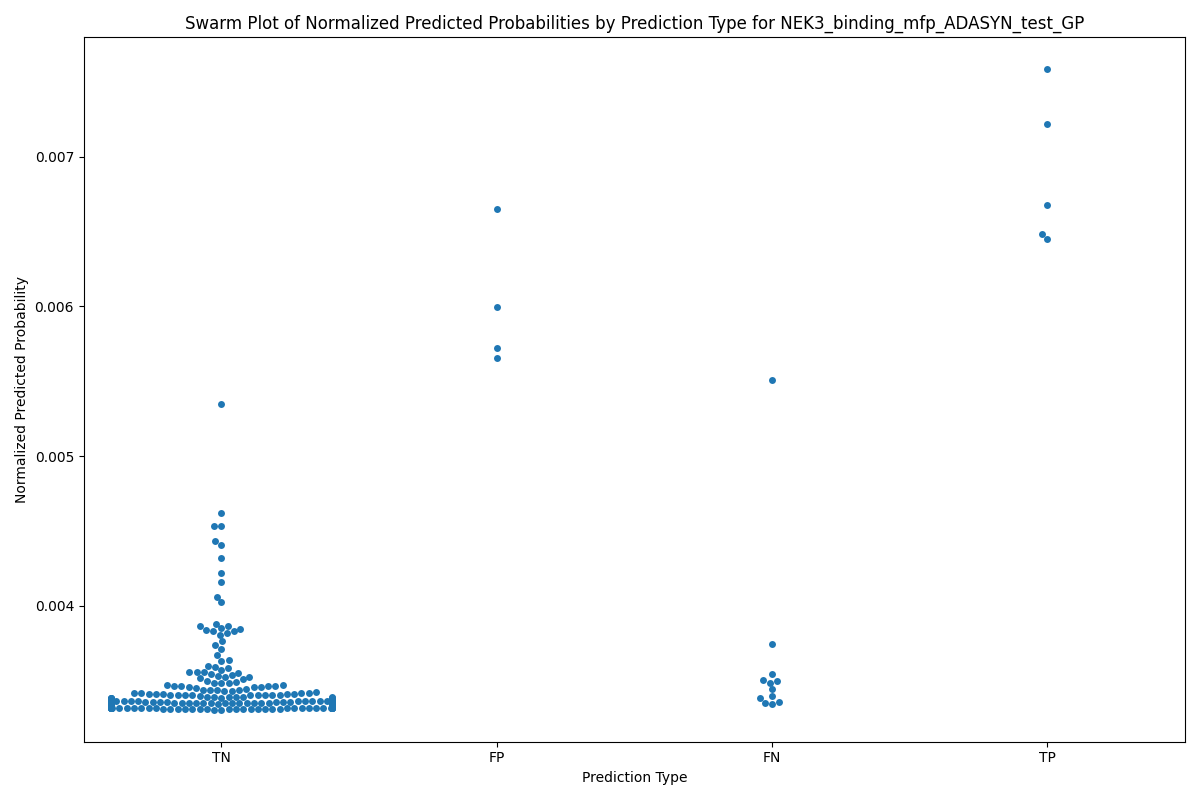 Swarm Plot of Normalized Predicted Probabilities by Prediction Type for NEK3_binding_mfp_ADASYN_test_GP
Normalized Predicted Probability
0.007
0.006
0.005
0.004
TN
FP
FN
TP
Prediction Type